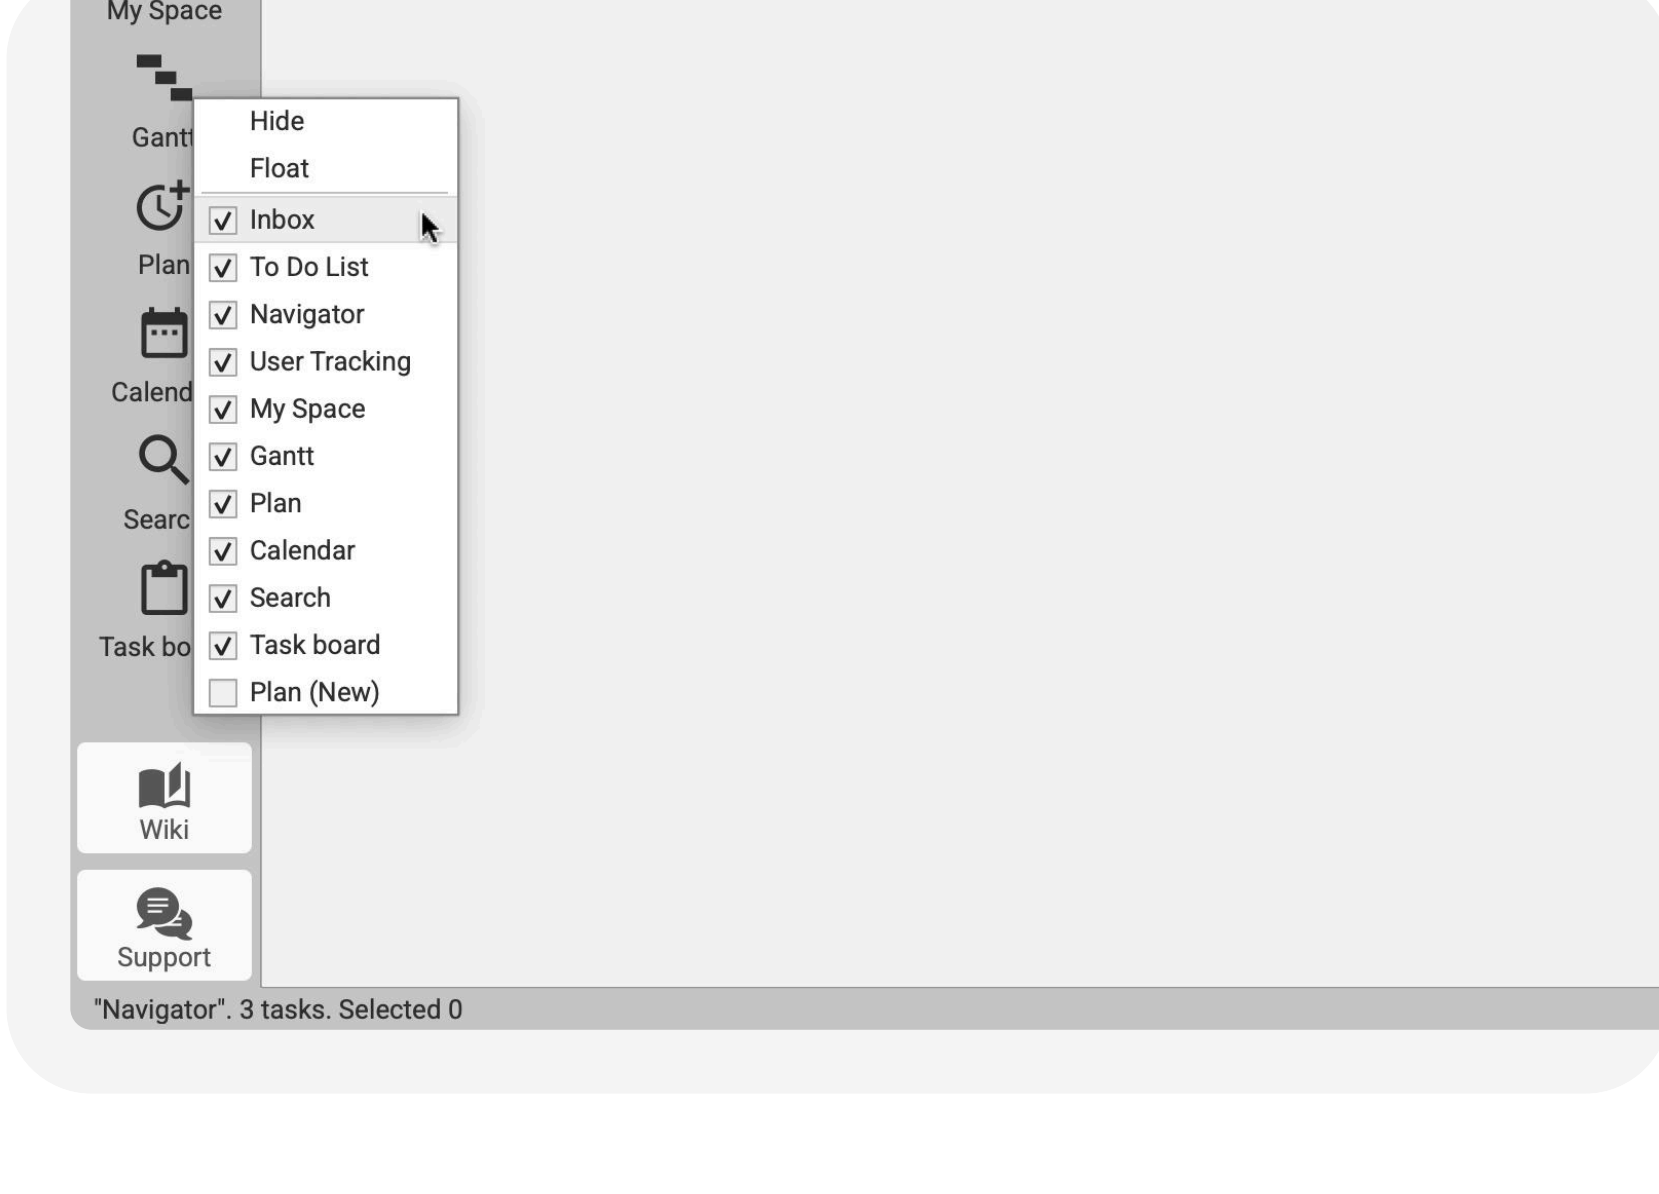 My Space
Gantt
Plan
Calend
Searc
Task bo
Hide
Float
Inbox
To Do List
Navigator
User Tracking
My Space
Gantt
Plan
Calendar
Search
Task board
Plan (New)
Wiki
Support
"Navigator". 3 tasks. Selected 0